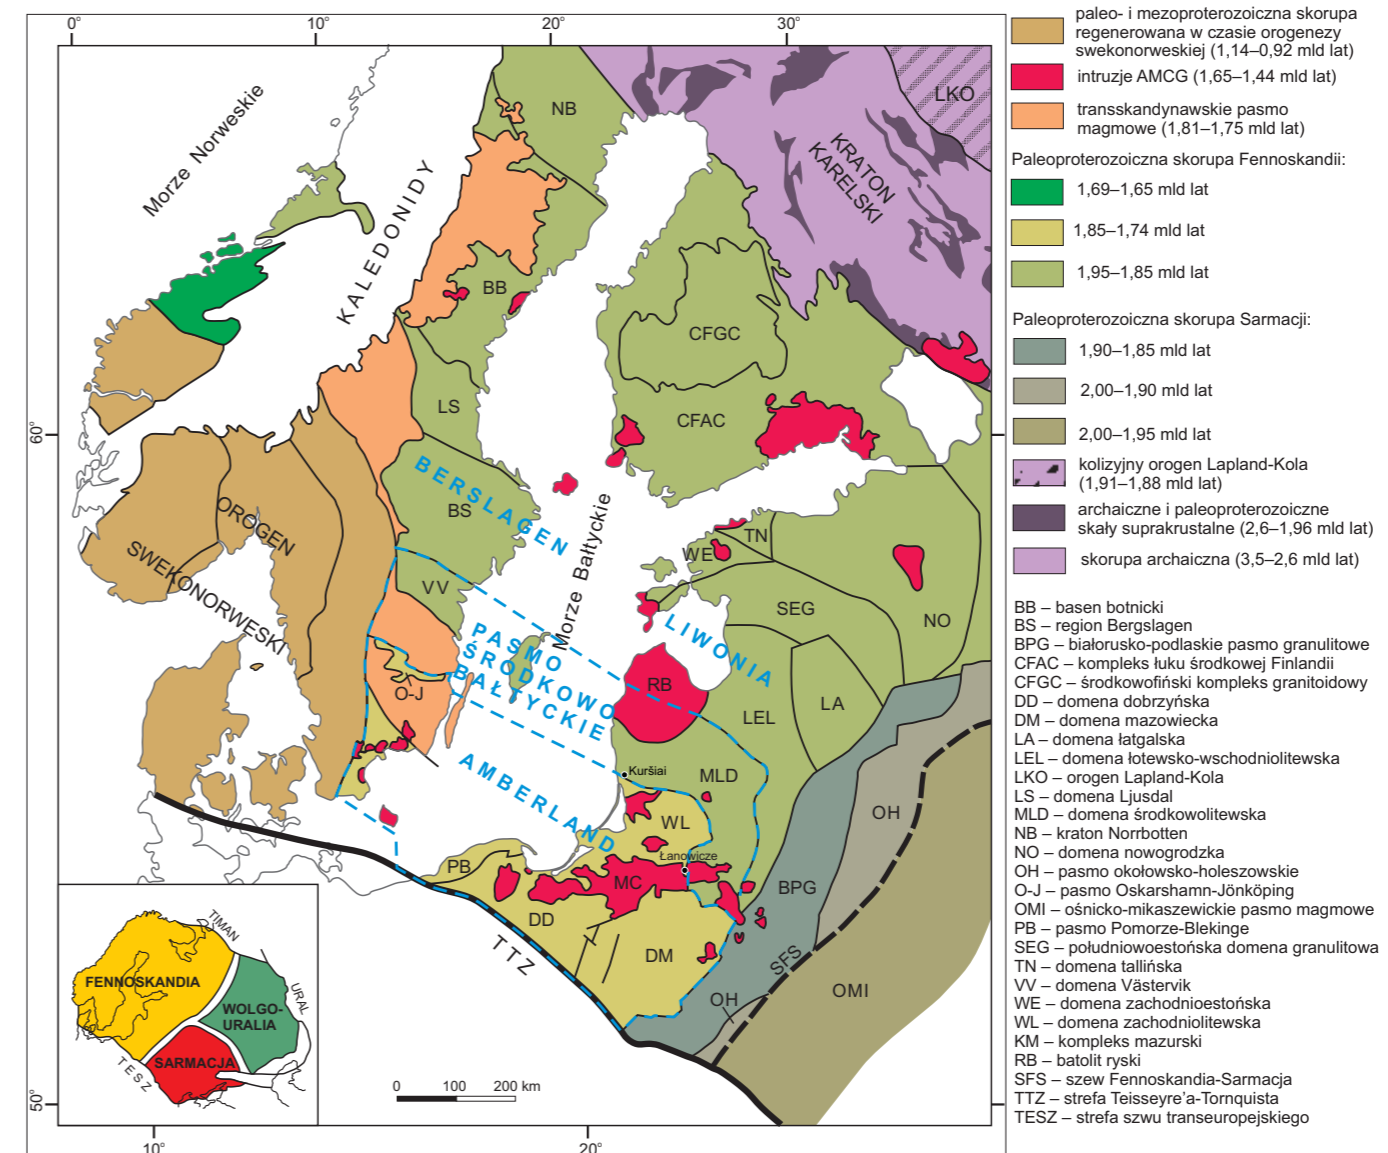 0°
10°
20°
30°
60°
50°
10°
20°
Morze Norweskie
KALEDONIDY
NB
LKO
KRATON
KARELSKI
BB
CFGC
LS
CFAC
BERSLAGEN
BS
OROGEN
SWEKONORWESKI
Morze Bałtyckie
TN
WE
VV
SEG
NO
LIWONIA
PASMO
ŚRODKOWO
BAŁTYCKIE
O-J
RB
LEL
LA
AMBERLAND
Kuršiai
MLD
OH
WL
Łanowicze
PB
MC
BPG
DD
TTZ
DM
SFS
OMI
OH
TIMAN
FENNOSKANDIA
URAL
WOLGO-
URALIA
SARMACJA
TESZ
0 100 200 km
paleo- i mezoproterozoiczna skorupa
regenerowana w czasie orogenezy
swekonorweskiej (1,14–0,92 mld lat)
intruzje AMCG (1,65–1,44 mld lat)
transskandynawskie pasmo
magmowe (1,81–1,75 mld lat)
Paleoproterozoiczna skorupa Fennoskandii:
1,69–1,65 mld lat
1,85–1,74 mld lat
1,95–1,85 mld lat
Paleoproterozoiczna skorupa Sarmacji:
1,90–1,85 mld lat
2,00–1,90 mld lat
2,00–1,95 mld lat
kolizyjny orogen Lapland-Kola
(1,91–1,88 mld lat)
archaiczne i paleoproterozoiczne
skały suprakrustalne (2,6–1,96 mld lat)
skorupa archaiczna (3,5–2,6 mld lat)
BB – basen botnicki
BS – region Bergslagen
BPG – białorusko-podlaskie pasmo granulitowe
CFAC – kompleks łuku środkowej Finlandii
CFGC – środkowofiński kompleks granitoidowy
DD – domena dobrzyńska
DM – domena mazowiecka
LA – domena łatgalska
LEL – domena łotewsko-wschodniolitewska
LKO – orogen Lapland-Kola
LS – domena Ljusdal
MLD – domena środkowolitewska
NB – kraton Norrbotten
NO – domena nowogrodzka
OH – pasmo okołowsko-holeszowskie
O-J – pasmo Oskarshamn-Jönköping
OMI – ośnicko-mikaszewickie pasmo magmowe
PB – pasmo Pomorze-Blekinge
SEG – południowoestońska domena granulitowa
TN – domena tallińska
VV – domena Västervik
WE – domena zachodnioestońska
WL – domena zachodniolitewska
KM – kompleks mazurski
RB – batolit ryski
SFS – szew Fennoskandia-Sarmacja
TTZ – strefa Teisseyre'a-Tornquista
TESZ – strefa szwu transeuropejskiego